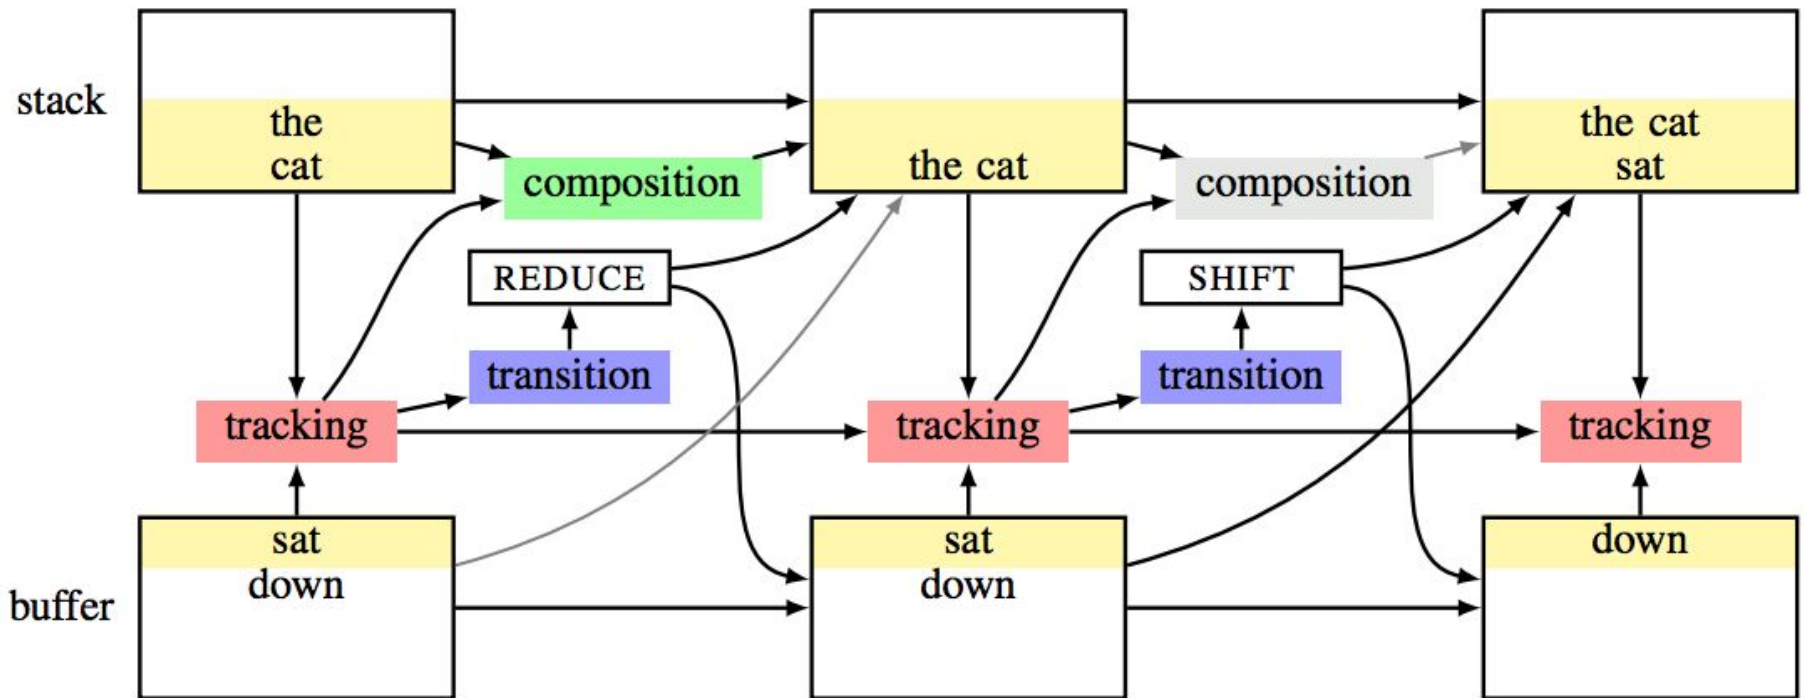 stack
the
cat
composition
the cat
composition
the cat
sat
REDUCE
SHIFT
transition
transition
tracking
tracking
tracking
buffer
sat
down
sat
down
down